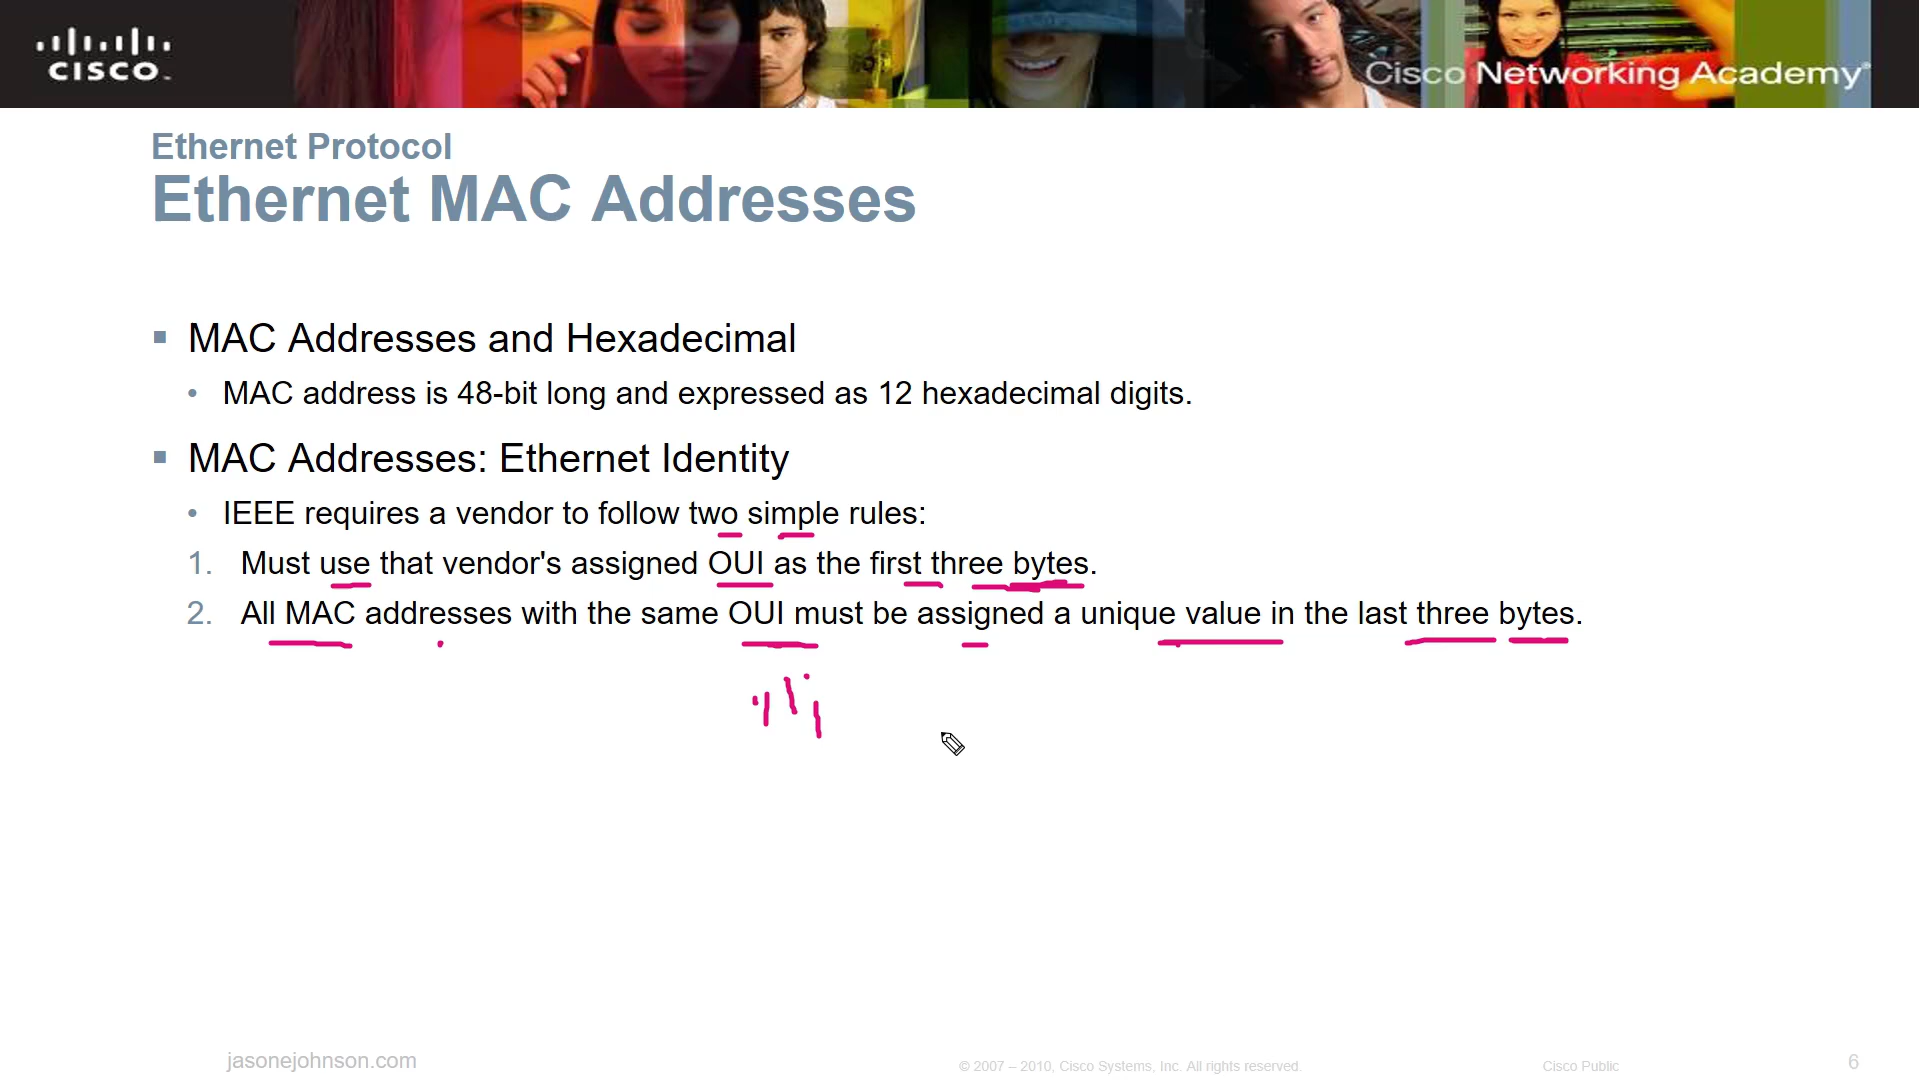 CISCO
Cisco Networking Academy®
Ethernet Protocol
Ethernet MAC Addresses
▪ MAC Addresses and Hexadecimal
• MAC address is 48-bit long and expressed as 12 hexadecimal digits.
▪ MAC Addresses: Ethernet Identity
• IEEE requires a vendor to follow two simple rules:
1. Must use that vendor's assigned OUI as the first three bytes.
2. All MAC addresses with the same OUI must be assigned a unique value in the last three bytes.
jasonejohnson.com
© 2007 – 2010, Cisco Systems, Inc. All rights reserved.
Cisco Public
6